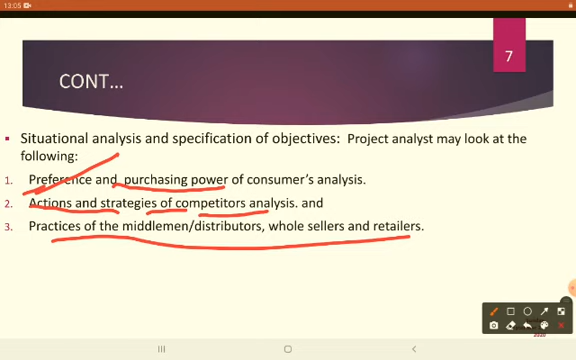 13:05
7
CONT…
Situational analysis and specification of objectives: Project analyst may look at the
following:
1. Preference and purchasing power of consumer's analysis.
2. Actions and strategies of competitors analysis. and
3. Practices of the middlemen/distributors, whole sellers and retailers.
2020